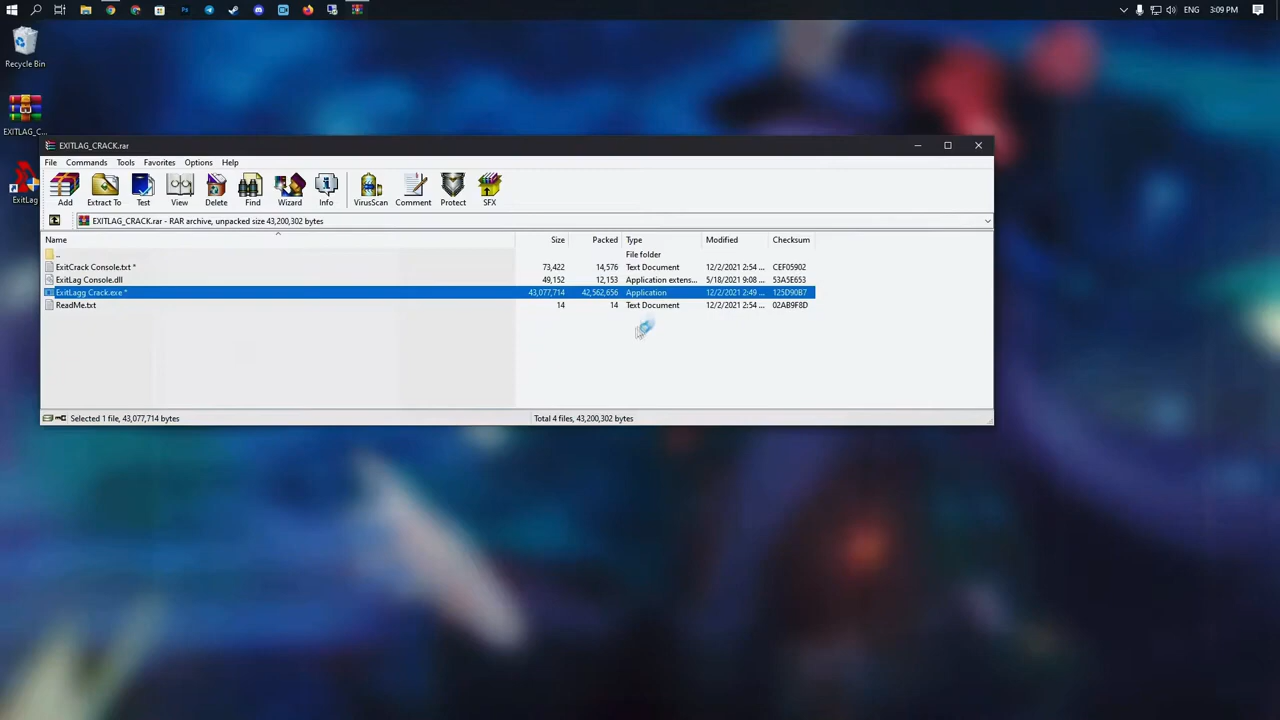 ENG 3:09 PM
Recycle Bin
EXITLAG_C...
ExitLag
EXITLAG_CRACK.rar
File Commands Tools Favorites Options Help
Add Extract To Test View Delete Find Wizard Info VirusScan Comment Protect SFX
EXITLAG_CRACK.rar - RAR archive, unpacked size 43,200,302 bytes
Name Size Packed Type Modified Checksum
.. File folder
ExitCrack Console.txt * 73,422 14,576 Text Document 12/2/2021 2:54 ... CEF05902
ExitLag Console.dll 49,152 12,153 Application extens... 5/18/2021 9:08 ... 53A5E653
ExitLagg Crack.exe * 43,077,714 42,562,656 Application 12/2/2021 2:49 ... 125D90B7
ReadMe.txt 14 14 Text Document 12/2/2021 2:54 ... 02AB9F8D
Selected 1 file, 43,077,714 bytes Total 4 files, 43,200,302 bytes